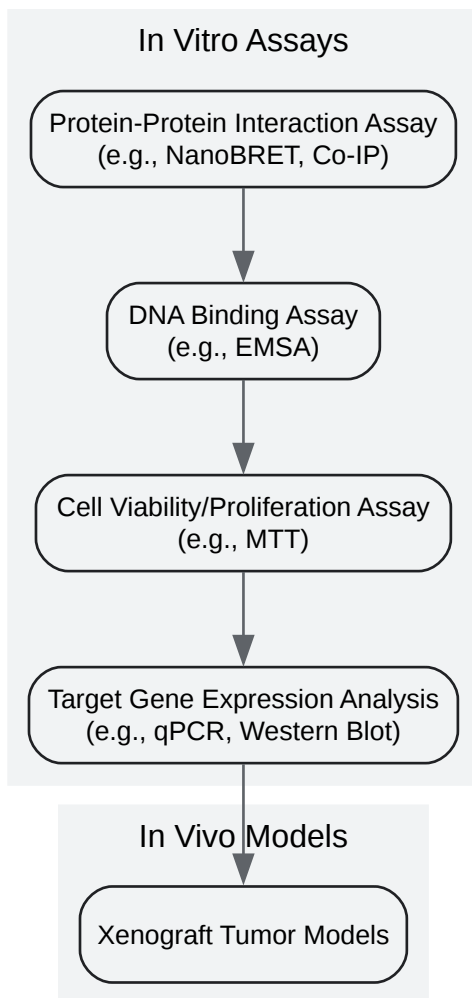 In Vitro Assays
Protein-Protein Interaction Assay
(e.g., NanoBRET, Co-IP)
DNA Binding Assay
(e.g., EMSA)
Cell Viability/Proliferation Assay
(e.g., MTT)
Target Gene Expression Analysis
(e.g., qPCR, Western Blot)
In Vivo Models
Xenograft Tumor Models